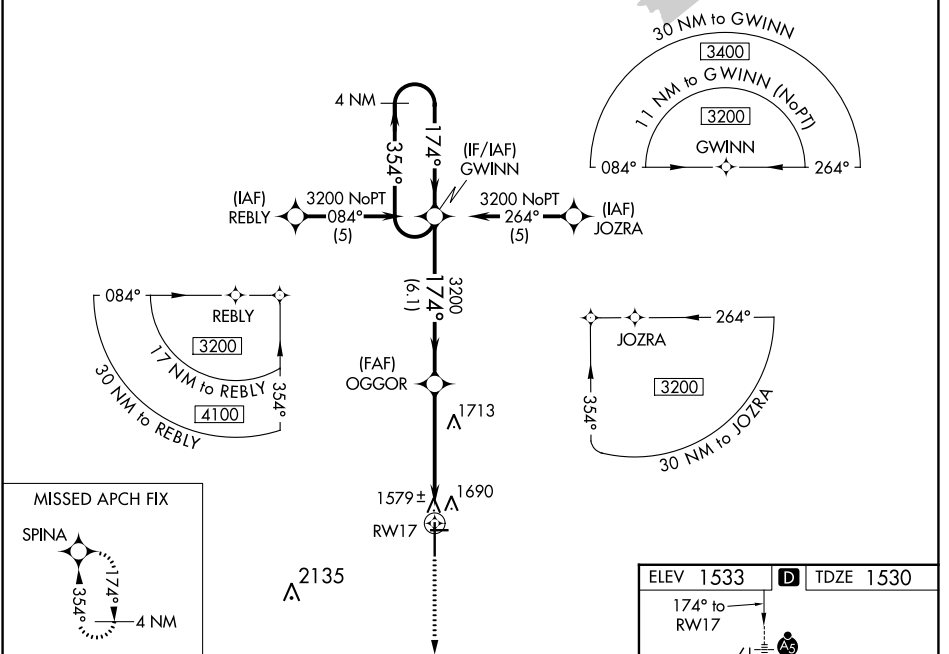 30 NM to GWINN
3400
11 NM to GWINN (NoPT)
3200
GWINN
084°
264°
4 NM
354°
174°
(IF/IAF)
GWINN
(IAF)
REBLY
3200 NoPT
084°
(5)
3200 NoPT
264°
(5)
(IAF)
JOZRA
3200
174°
(6.1)
084°
REBLY
3200
17 NM to REBLY
4100
30 NM to REBLY
354°
264°
JOZRA
3200
354°
30 NM to JOZRA
(FAF)
OGGOR
1713
1579±
1690
RW17
2135
MISSED APCH FIX
SPINA
354°
174°
4 NM
ELEV 1533
D
TDZE 1530
174° to
RW17
A5